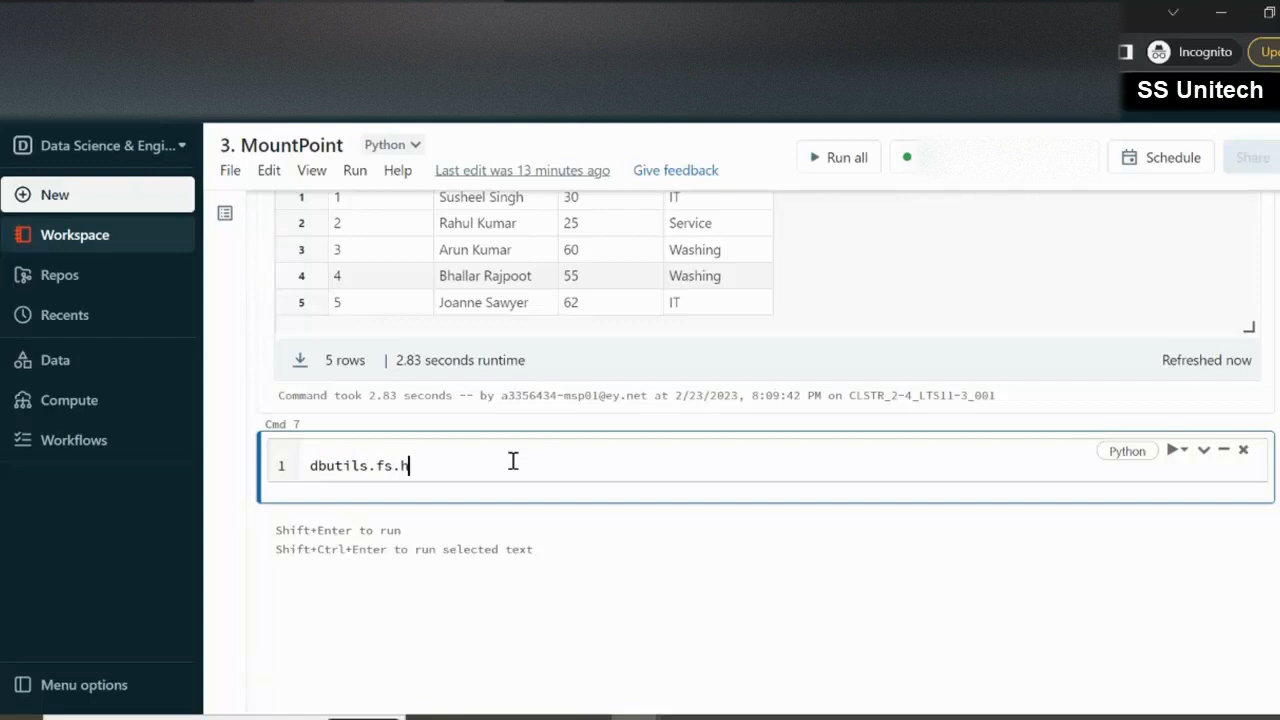 Incognito
Up
SS Unitech
Data Science & Engi...
3. MountPoint
Python
File
Edit
View
Run
Help
Last edit was 13 minutes ago
Give feedback
Run all
Schedule
Share
New
Workspace
Repos
Recents
Data
Compute
Workflows
Menu options
1 1 Susheel Singh 30 IT
2 2 Rahul Kumar 25 Service
3 3 Arun Kumar 60 Washing
4 4 Bhallar Rajpoot 55 Washing
5 5 Joanne Sawyer 62 IT
5 rows | 2.83 seconds runtime
Refreshed now
Command took 2.83 seconds -- by a3356434-msp01@ey.net at 2/23/2023, 8:09:42 PM on CLSTR_2-4_LTS11-3_001
Cmd 7
Python
1 dbutils.fs.h
Shift+Enter to run
Shift+Ctrl+Enter to run selected text